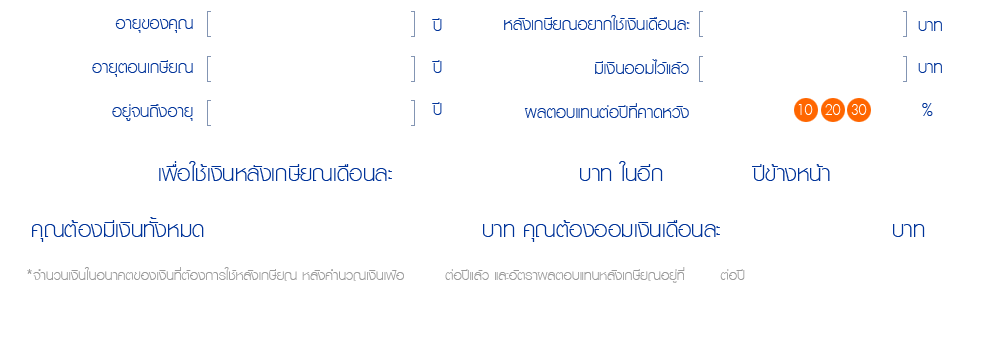 อายุของคุณ [ ] ปี หลังเกษียณอยากใช้เงินเดือนละ [ ] บาท
อายุตอนเกษียณ [ ] ปี มีเงินออมไว้แล้ว [ ] บาท
อยู่จนถึงอายุ [ ] ปี ผลตอบแทนต่อปีที่คาดหวัง 10 20 30 %
เพื่อใช้เงินหลังเกษียณเดือนละ บาท ในอีก ปีข้างหน้า
คุณต้องมีเงินทั้งหมด บาท คุณต้องออมเงินเดือนละ บาท
*จำนวนเงินในอนาคตของเงินที่ต้องการใช้หลังเกษียณ หลังคำนวณเงินเฟ้อ ต่อปีแล้ว และอัตราผลตอบแทนหลังเกษียณอยู่ที่ ต่อปี